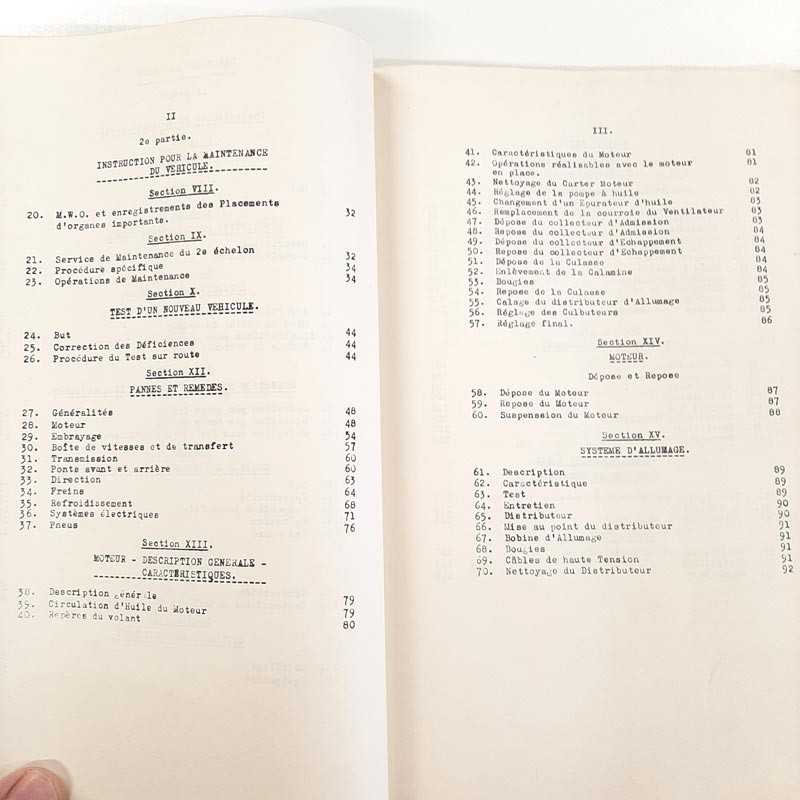 II
2e partie.
INSTRUCTION POUR LA MAINTENANCE
DU VEHICULE.
Section VIII.
20. M.W.O. et enregistrements des Placements 32
d'organes importants.
Section IX.
21. Service de Maintenance du 2e échelon 32
22. Procédure spécifique 34
23. Opérations de Maintenance 34
Section X.
TEST D'UN NOUVEAU VEHICULE.
24. But 44
25. Correction des Déficiences 44
26. Procédure du Test sur route 44
Section XII.
PANNES ET REMEDES.
27. Généralités 48
28. Moteur 48
29. Embrayage 54
30. Boîte de vitesses et de transfert 57
31. Transmission 60
32. Ponts avant et arrière 60
33. Direction 63
34. Freins 64
35. Refroidissement 68
36. Systèmes électriques 71
37. Pneus 76
Section XIII.
MOTEUR - DESCRIPTION GENERALE -
CARACTÉRISTIQUES.
38. Description générale 79
39. Circulation d'Huile du Moteur 79
40. Repères du volant 80
III.
41. Caractéristiques du Moteur 81
42. Opérations réalisables avec le moteur 81
en place.
43. Nettoyage du Carter Moteur 82
44. Réglage de la pompe à huile 82
45. Changement d'un Epurateur d'huile 83
46. Remplacement de la courroie du Ventilateur 83
47. Dépose du collecteur d'Admission 83
48. Repose du collecteur d'Admission 84
49. Dépose du collecteur d'Echappement 84
50. Repose du collecteur d'Echappement 84
51. Dépose de la Culasse 84
52. Enlèvement de la Calamine 84
53. Bougies 85
54. Repose de la Culasse 85
55. Calage du distributeur d'Allumage 85
56. Réglage des Culbuteurs 85
57. Réglage final. 86
Section XIV.
MOTEUR.
Dépose et Repose
58. Dépose du Moteur 87
59. Repose du Moteur 87
60. Suspension du Moteur 88
Section XV.
SYSTEME D'ALLUMAGE.
61. Description 89
62. Caractéristique 89
63. Test 89
64. Entretien 90
65. Distributeur 90
66. Mise au point du distributeur 91
67. Bobine d'Allumage 91
68. Bougies 91
69. Câbles de haute Tension 91
70. Nettoyage du Distributeur 92